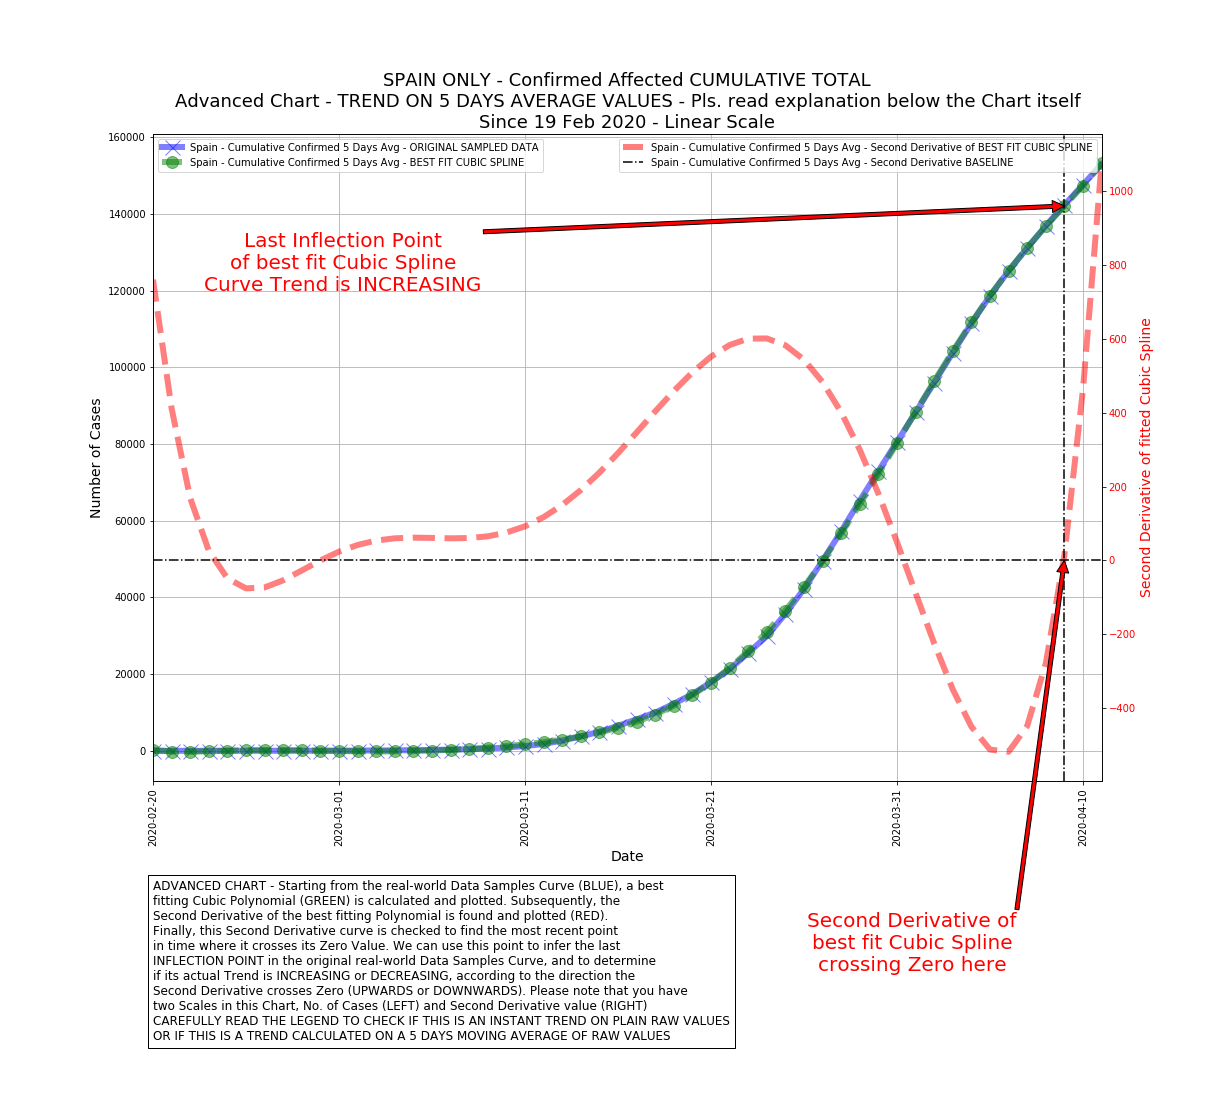 SPAIN ONLY - Confirmed Affected CUMULATIVE TOTAL
Advanced Chart - TREND ON 5 DAYS AVERAGE VALUES - Pls. read explanation below the Chart itself
Since 19 Feb 2020 - Linear Scale
Spain - Cumulative Confirmed 5 Days Avg - ORIGINAL SAMPLED DATA
Spain - Cumulative Confirmed 5 Days Avg - BEST FIT CUBIC SPLINE
Spain - Cumulative Confirmed 5 Days Avg - Second Derivative of BEST FIT CUBIC SPLINE
Spain - Cumulative Confirmed 5 Days Avg - Second Derivative BASELINE
Last Inflection Point
of best fit Cubic Spline
Curve Trend is INCREASING
Number of Cases
160000
140000
120000
100000
80000
60000
40000
20000
0
1000
800
600
400
200
0
−200
−400
Second Derivative of fitted Cubic Spline
2020-02-20
2020-03-01
2020-03-11
2020-03-21
2020-03-31
2020-04-10
Date
Second Derivative of
best fit Cubic Spline
crossing Zero here
ADVANCED CHART - Starting from the real-world Data Samples Curve (BLUE), a best
fitting Cubic Polynomial (GREEN) is calculated and plotted. Subsequently, the
Second Derivative of the best fitting Polynomial is found and plotted (RED).
Finally, this Second Derivative curve is checked to find the most recent point
in time where it crosses its Zero Value. We can use this point to infer the last
INFLECTION POINT in the original real-world Data Samples Curve, and to determine
if its actual Trend is INCREASING or DECREASING, according to the direction the
Second Derivative crosses Zero (UPWARDS or DOWNWARDS). Please note that you have
two Scales in this Chart, No. of Cases (LEFT) and Second Derivative value (RIGHT)
CAREFULLY READ THE LEGEND TO CHECK IF THIS IS AN INSTANT TREND ON PLAIN RAW VALUES
OR IF THIS IS A TREND CALCULATED ON A 5 DAYS MOVING AVERAGE OF RAW VALUES